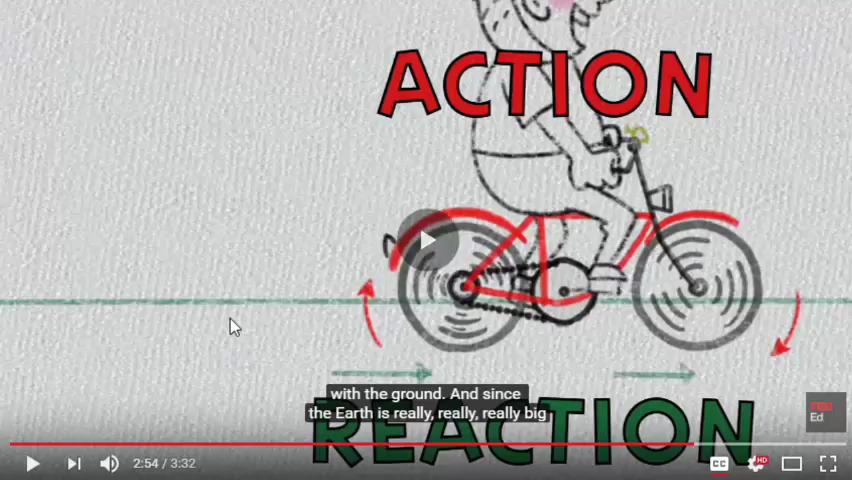 ACTION
with the ground. And since
the Earth is really, really, really big
REACTION
Ed
2:54 / 3:32
CC
HD